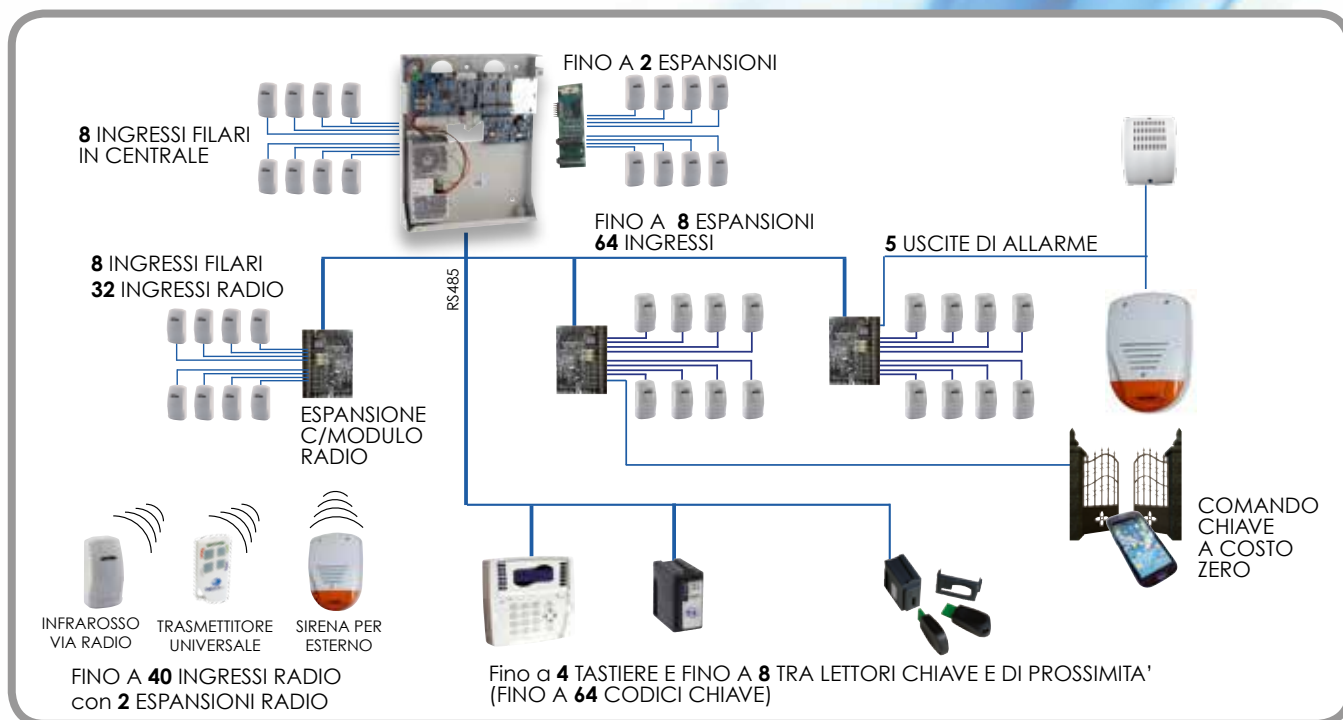 FINO A 2 ESPANSIONI
8 INGRESSI FILARI
IN CENTRALE
FINO A 8 ESPANSIONI
64 INGRESSI
5 USCITE DI ALLARME
8 INGRESSI FILARI
32 INGRESSI RADIO
RS485
ESPANSIONE
C/MODULO
RADIO
COMANDO
CHIAVE
A COSTO
ZERO
INFRAROSSO
VIA RADIO
TRASMETTITORE
UNIVERSALE
SIRENA PER
ESTERNO
FINO A 40 INGRESSI RADIO
con 2 ESPANSIONI RADIO
Fino a 4 TASTIERE E FINO A 8 TRA LETTORI CHIAVE E DI PROSSIMITA'
(FINO A 64 CODICI CHIAVE)